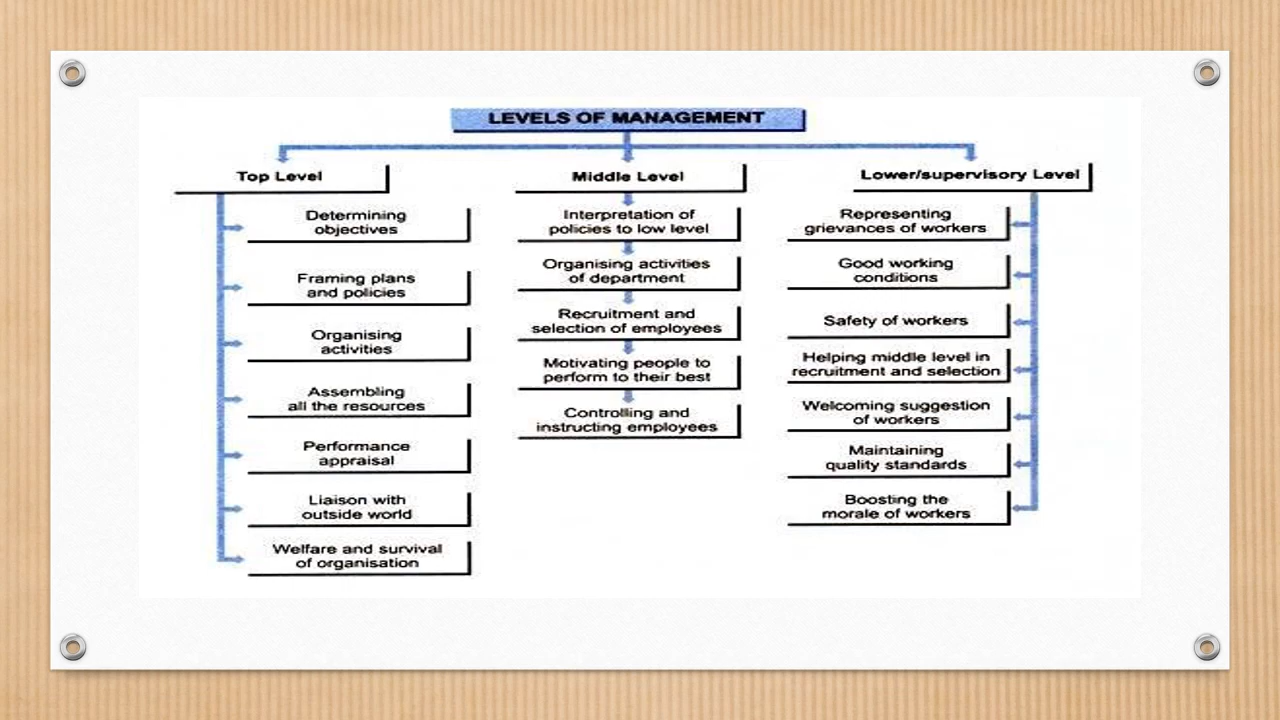 LEVELS OF MANAGEMENT
Top Level
Determining
objectives
Framing plans
and policies
Organising
activities
Assembling
all the resources
Performance
appraisal
Liaison with
outside world
Welfare and survival
of organisation
Middle Level
Interpretation of
policies to low level
Organising activities
of department
Recruitment and
selection of employees
Motivating people to
perform to their best
Controlling and
instructing employees
Lower/supervisory Level
Representing
grievances of workers
Good working
conditions
Safety of workers
Helping middle level in
recruitment and selection
Welcoming suggestion
of workers
Maintaining
quality standards
Boosting the
morale of workers